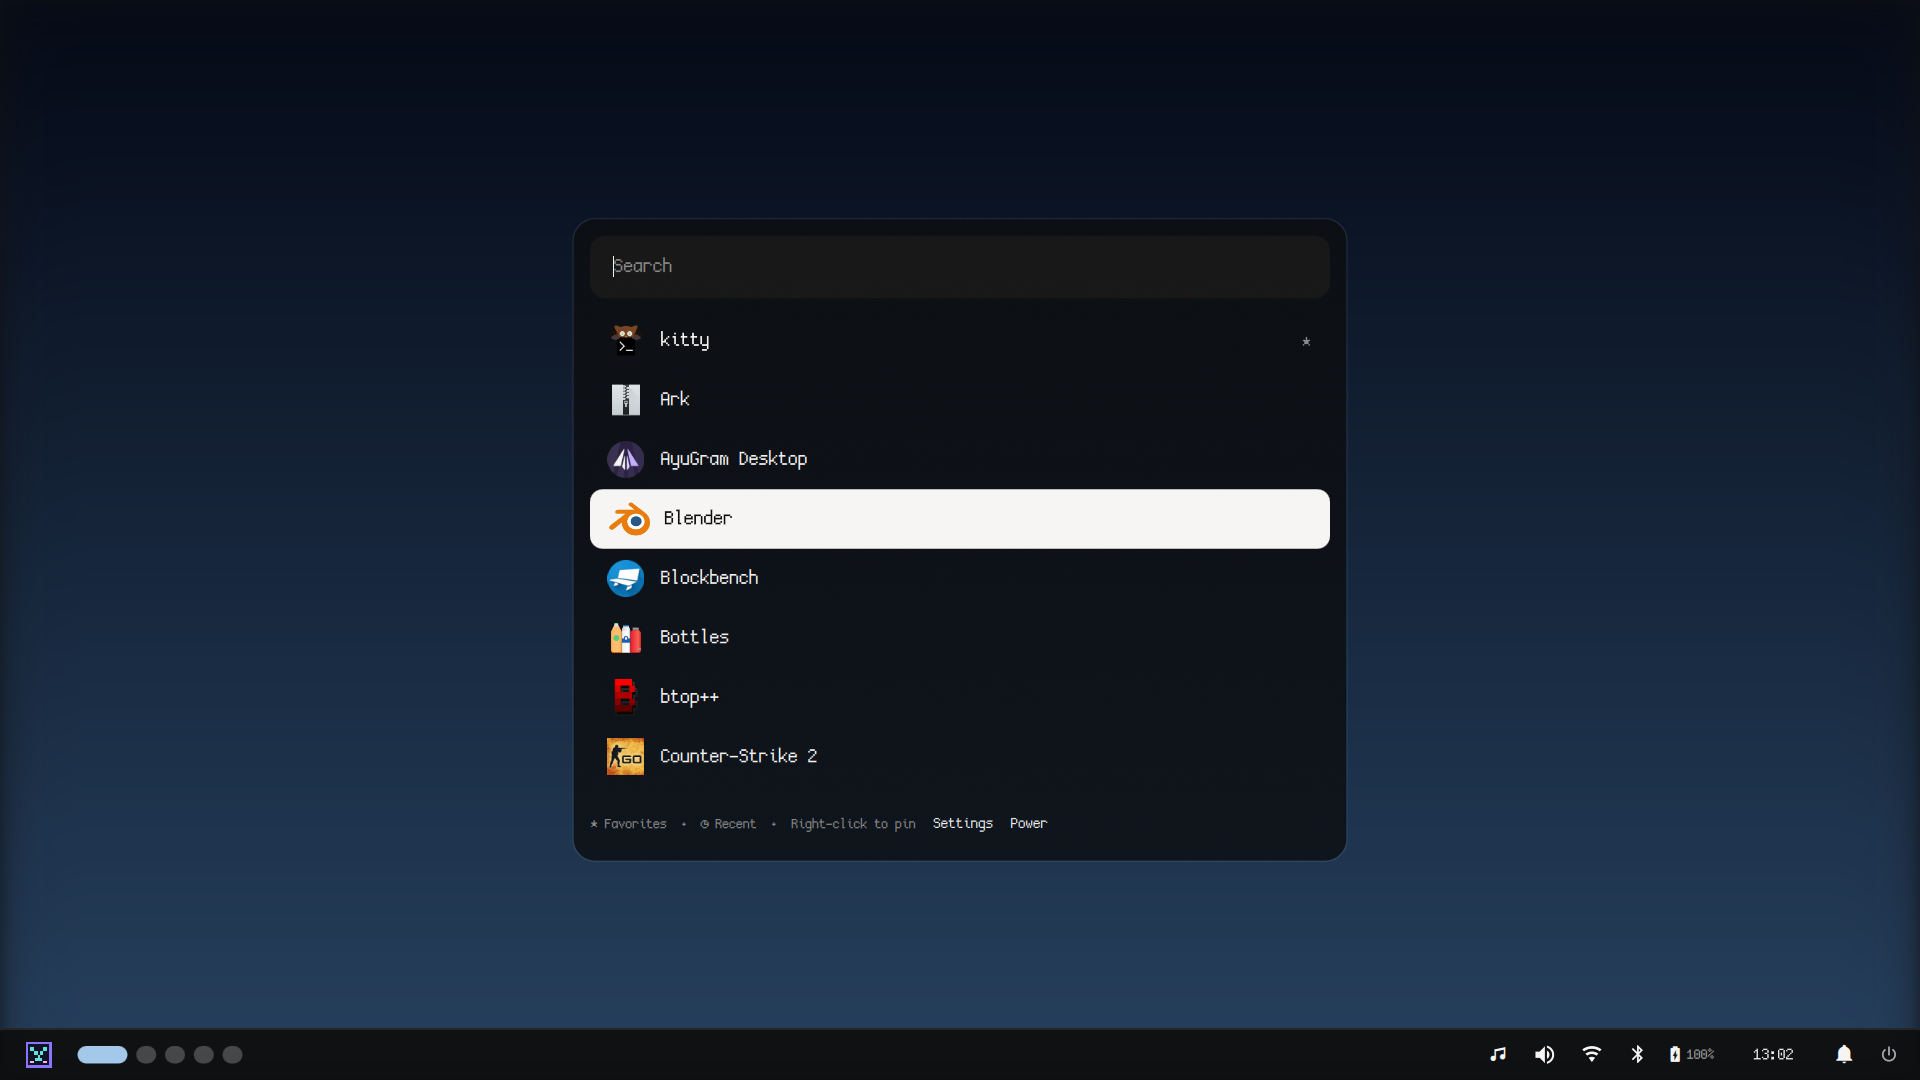 Search
kitty ★
Ark
AyuGram Desktop
Blender
Blockbench
Bottles
btop++
GO Counter-Strike 2
★ Favorites • ◷ Recent • Right-click to pin Settings Power
100% 13:02